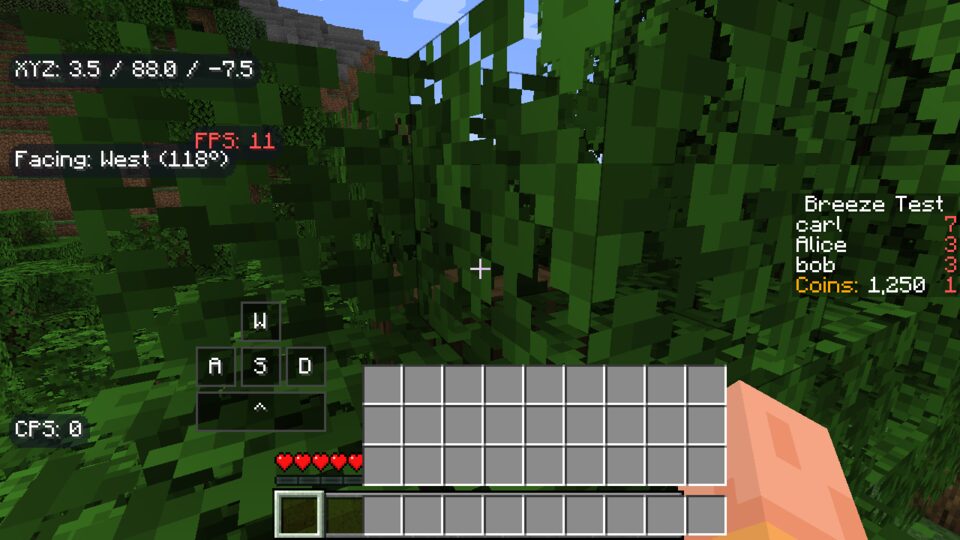 XYZ: 3.5 / 88.0 / -7.5
FPS: 11
Facing: West (118º)
Breeze Test
carl 7
Alice 3
bob 3
Coins: 1,250 1
W
A S D
^
CPS: 0